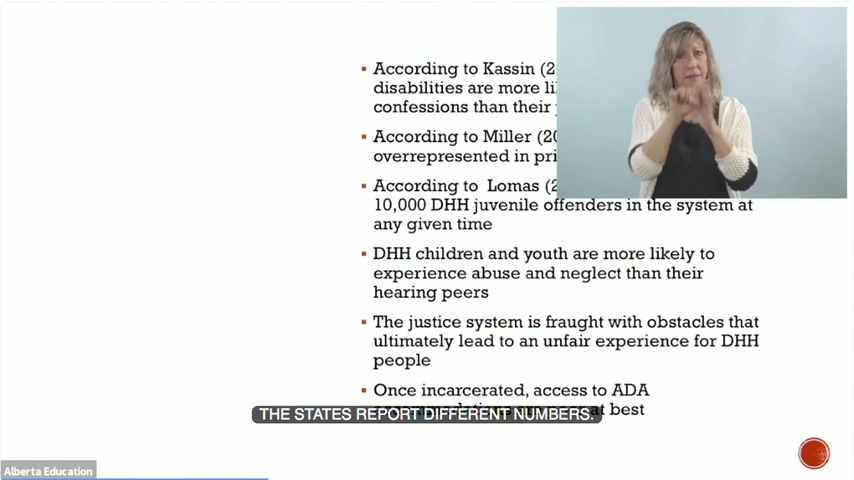 According to Kassin (2
disabilities are more li
confessions than their
According to Miller (20
overrepresented in pri
According to Lomas (2
10,000 DHH juvenile offenders in the system at
any given time
DHH children and youth are more likely to
experience abuse and neglect than their
hearing peers
The justice system is fraught with obstacles that
ultimately lead to an unfair experience for DHH
people
Once incarcerated, access to ADA
at best
THE STATES REPORT DIFFERENT NUMBERS.
Alberta Education